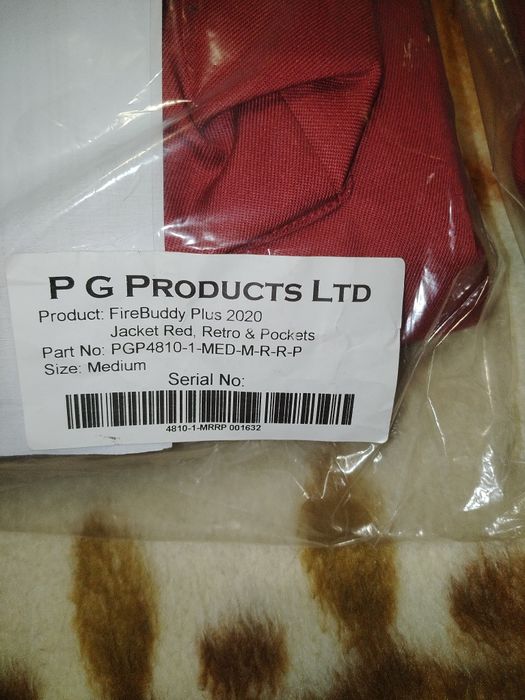 P G PRODUCTS LTD
Product: FireBuddy Plus 2020
Jacket Red, Retro & Pockets
Part No: PGP4810-1-MED-M-R-R-P
Size: Medium
Serial No:
4810-1-MRRP 001632